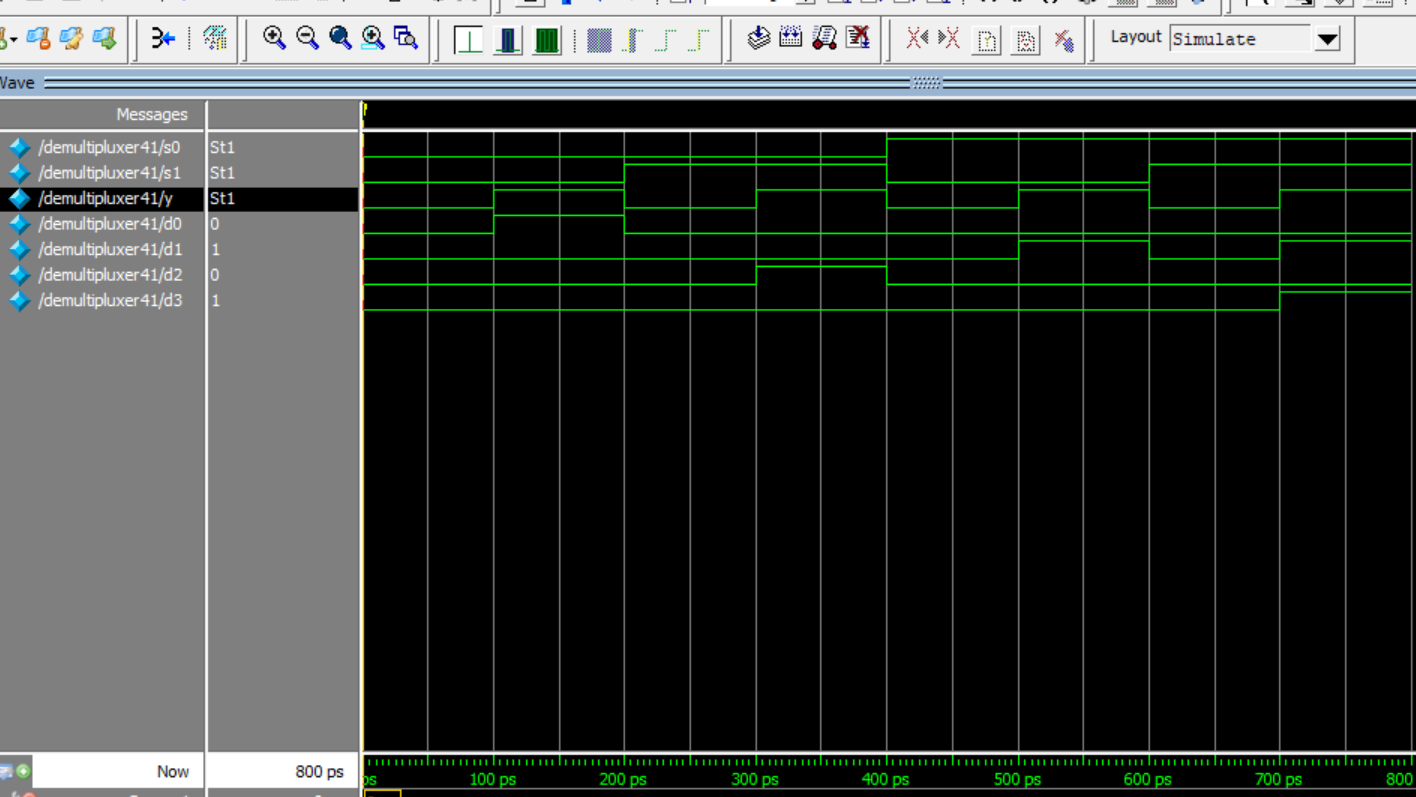 Layout Simulate
Wave
Messages
/demultipluxer41/s0 St1
/demultipluxer41/s1 St1
/demultipluxer41/y St1
/demultipluxer41/d0 0
/demultipluxer41/d1 1
/demultipluxer41/d2 0
/demultipluxer41/d3 1
Now 800 ps
ps 100 ps 200 ps 300 ps 400 ps 500 ps 600 ps 700 ps 800